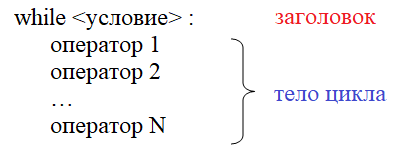 while <условие> : заголовок
оператор 1
оператор 2
...
оператор N
тело цикла